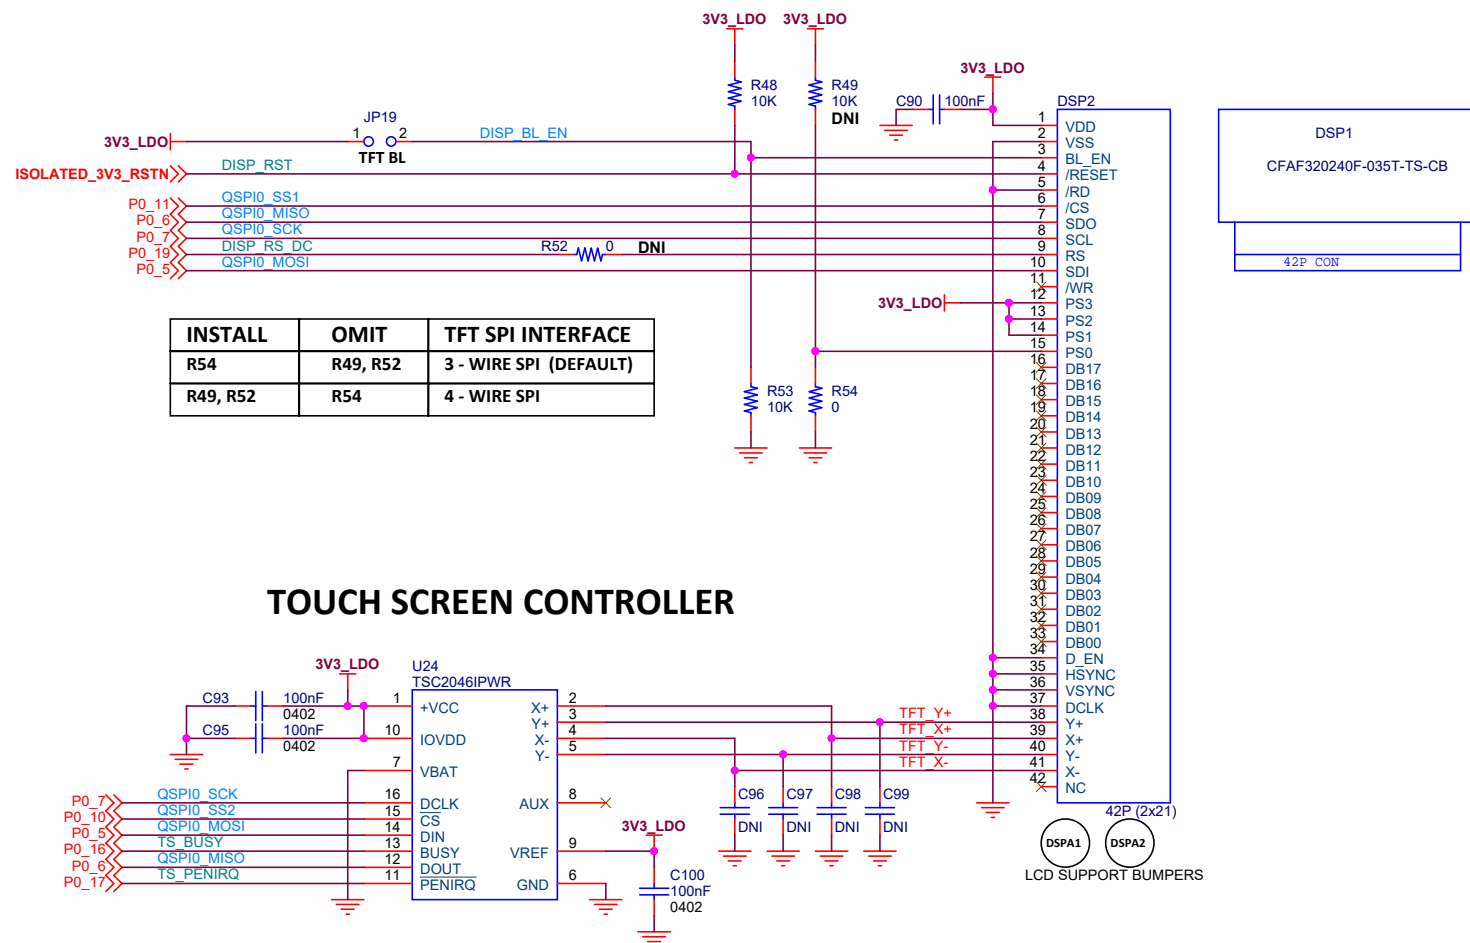 3V3_LDO 3V3_LDO
R48
10K
R49
10K
DNI
3V3_LDO
C90 100nF
JP19
3V3_LDO 1 2 DISP_BL_EN
TFT BL
ISOLATED_3V3_RSTN DISP_RST
P0_11 QSPI0_SS1
P0_6 QSPI0_MISO
P0_7 QSPI0_SCK
P0_19 DISP_RS_DC R52 0 DNI
P0_5 QSPI0_MOSI
3V3_LDO
INSTALL OMIT TFT SPI INTERFACE
R54 R49, R52 3 - WIRE SPI (DEFAULT)
R49, R52 R54 4 - WIRE SPI
R53
10K
R54
0
DSP2
1 VDD
2 VSS
3 BL_EN
4 /RESET
5 /RD
6 /CS
7 SDO
8 SCL
9 RS
10 SDI
11 /WR
12 PS3
13 PS2
14 PS1
15 PS0
16 DB17
17 DB16
18 DB15
19 DB14
20 DB13
21 DB12
22 DB11
23 DB10
24 DB09
25 DB08
26 DB07
27 DB06
28 DB05
29 DB04
30 DB03
31 DB02
32 DB01
33 DB00
34 D_EN
35 HSYNC
36 VSYNC
37 DCLK
38 Y+
39 X+
40 Y-
41 X-
42 NC
42P (2x21)
DSP1
CFAF320240F-035T-TS-CB
42P CON
DSPA1 DSPA2
LCD SUPPORT BUMPERS
TOUCH SCREEN CONTROLLER
3V3_LDO
U24
TSC2046IPWR
C93 100nF
0402
C95 100nF
0402
1 +VCC
10 IOVDD
7 VBAT
P0_7 QSPI0_SCK 16 DCLK
P0_10 QSPI0_SS2 15 CS
P0_5 QSPI0_MOSI 14 DIN
P0_16 TS_BUSY 13 BUSY
P0_6 QSPI0_MISO 12 DOUT
P0_17 TS_PENIRQ 11 PENIRQ
X+ 2
Y+ 3
X- 4
Y- 5
AUX 8
VREF 9
GND 6
TFT_Y+
TFT_X+
TFT_Y-
TFT_X-
C96 C97 C98 C99
DNI DNI DNI DNI
3V3_LDO
C100
100nF
0402